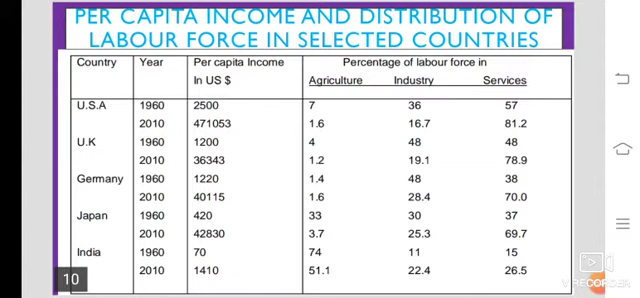 PER CAPITA INCOME AND DISTRIBUTION OF
LABOUR FORCE IN SELECTED COUNTRIES
Country Year Per capita Income Percentage of labour force in
In US $ Agriculture Industry Services
U.S.A 1960 2500 7 36 57
2010 471053 1.6 16.7 81.2
U.K 1960 1200 4 48 48
2010 36343 1.2 19.1 78.9
Germany 1960 1220 1.4 48 38
2010 40115 1.6 28.4 70.0
Japan 1960 420 33 30 37
2010 42830 3.7 25.3 69.7
India 1960 70 74 11 15
2010 1410 51.1 22.4 26.5
10
RECORDER